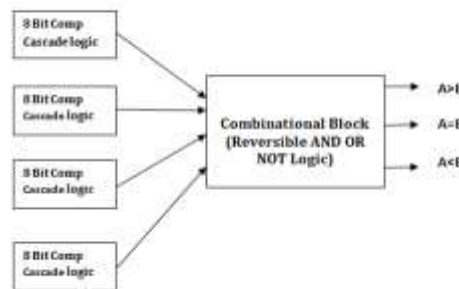 8 Bit Comp
Cascade logic
8 Bit Comp
Cascade logic
8 Bit Comp
Cascade logic
8 Bit Comp
Cascade logic
Combinational Block
(Reversible AND OR
NOT Logic)
A>B
A=B
A<B